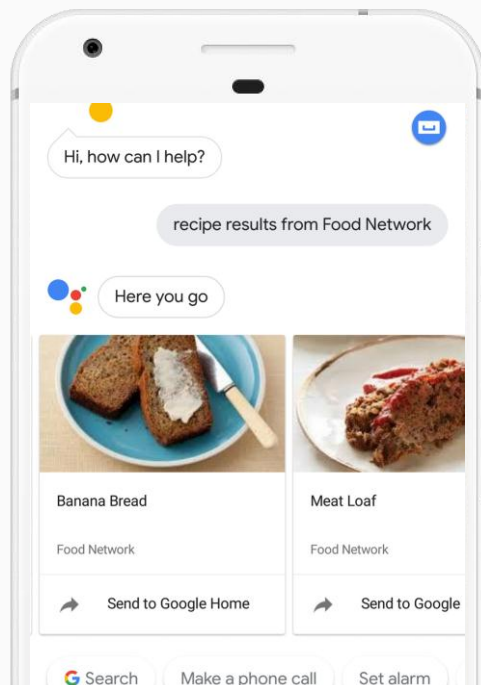 Hi, how can I help?
recipe results from Food Network
Here you go
Banana Bread
Food Network
Send to Google Home
Meat Loaf
Food Network
Send to Google
G Search
Make a phone call
Set alarm